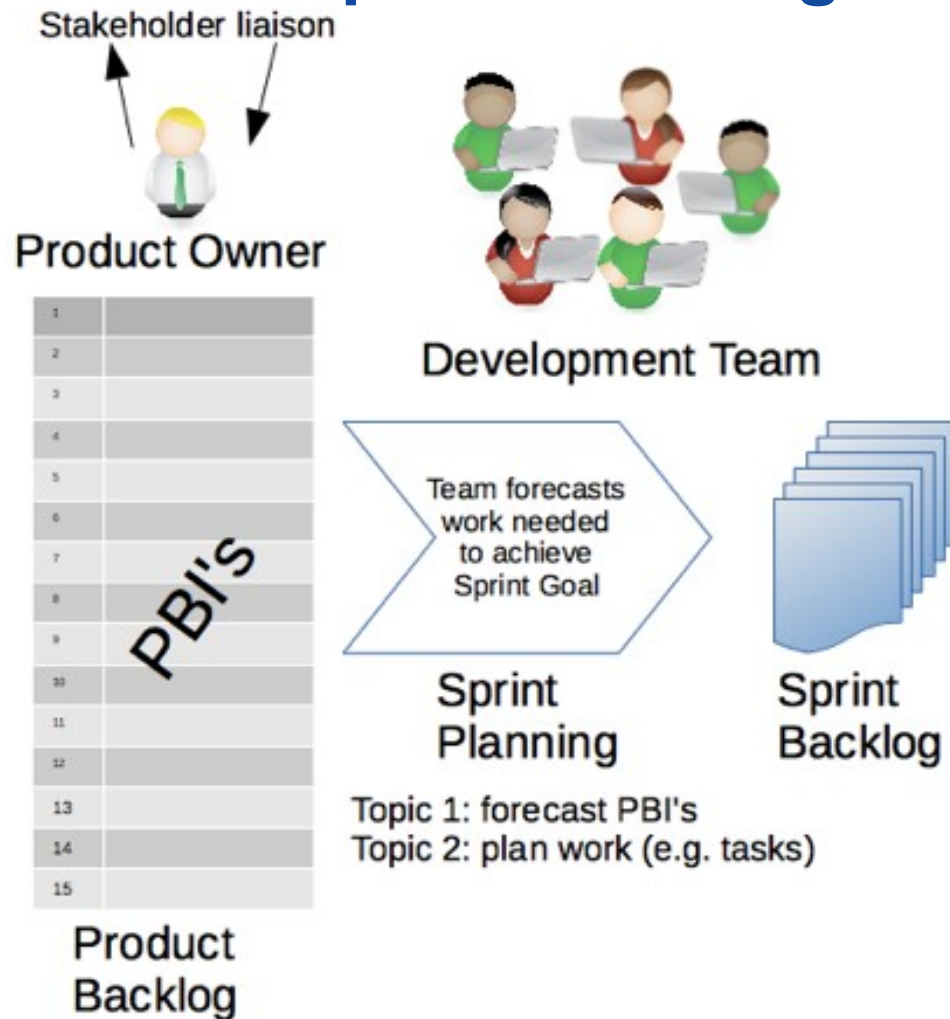 Stakeholder liaison
Product Owner
1
2
3
4
5
6
7
8
9
10
11
12
13
14
15
PBI's
Product
Backlog
Development Team
Team forecasts
work needed
to achieve
Sprint Goal
Sprint
Planning
Topic 1: forecast PBI's
Topic 2: plan work (e.g. tasks)
Sprint
Backlog